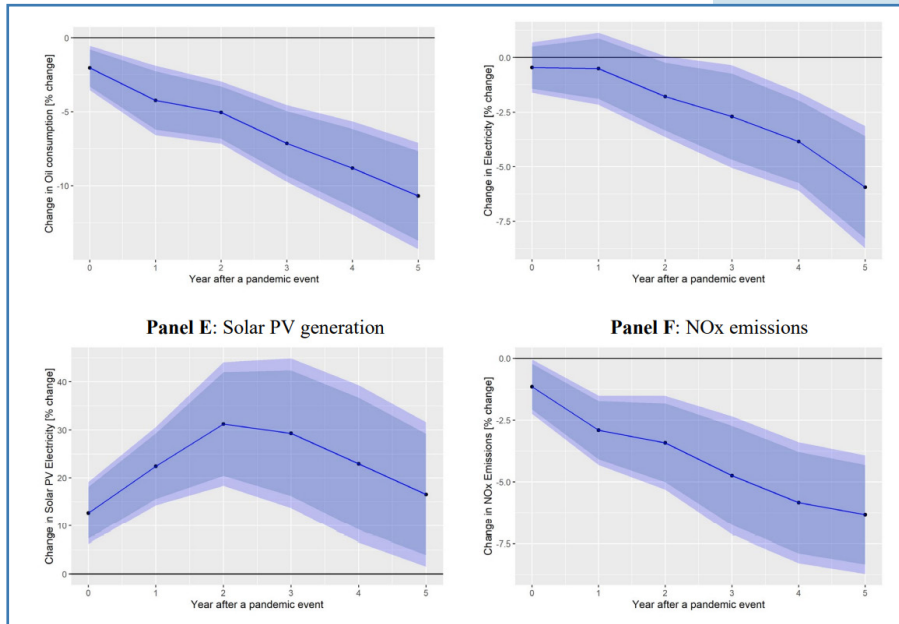 0
-5
-10
Change in Oil consumption [% change]
0 1 2 3 4 5
Year after a pandemic event
0.0
-2.5
-5.0
-7.5
Change in Electricity [% change]
0 1 2 3 4 5
Year after a pandemic event
Panel E: Solar PV generation
40
30
20
10
0
Change in Solar PV Electricity [% change]
0 1 2 3 4 5
Year after a pandemic event
Panel F: NOx emissions
0.0
-2.5
-5.0
-7.5
Change in NOx Emissions [% change]
0 1 2 3 4 5
Year after a pandemic event